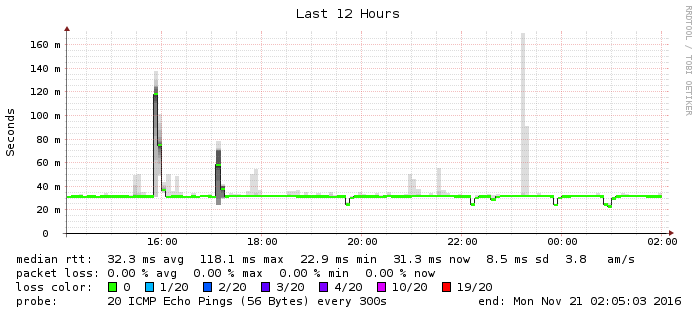 Last 12 Hours
RRDTOOL / TOBI OETIKER
Seconds
160 m
140 m
120 m
100 m
80 m
60 m
40 m
20 m
0
16:00 18:00 20:00 22:00 00:00 02:00
median rtt: 32.3 ms avg 118.1 ms max 22.9 ms min 31.3 ms now 8.5 ms sd 3.8 am/s
packet loss: 0.00 % avg 0.00 % max 0.00 % min 0.00 % now
loss color: 0 1/20 2/20 3/20 4/20 10/20 19/20
probe: 20 ICMP Echo Pings (56 Bytes) every 300s end: Mon Nov 21 02:05:03 2016